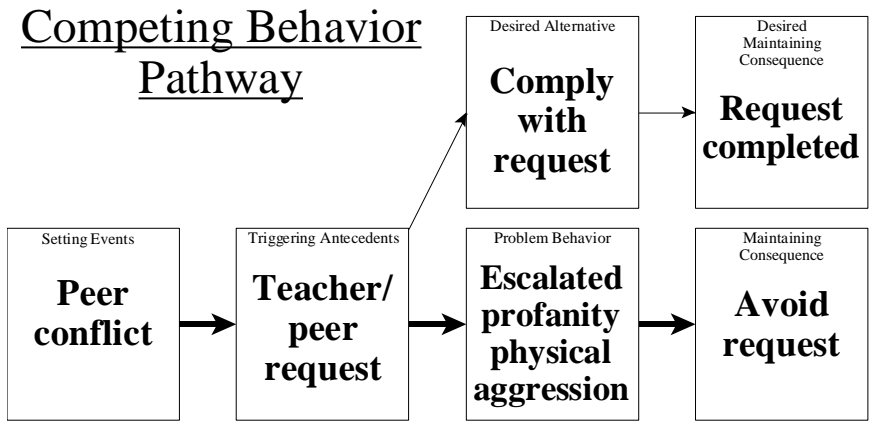 Competing Behavior
Pathway
Desired Alternative
Comply
with
request
Desired
Maintaining
Consequence
Request
completed
Setting Events
Peer
conflict
Triggering Antecedents
Teacher/
peer
request
Problem Behavior
Escalated
profanity
physical
aggression
Maintaining
Consequence
Avoid
request